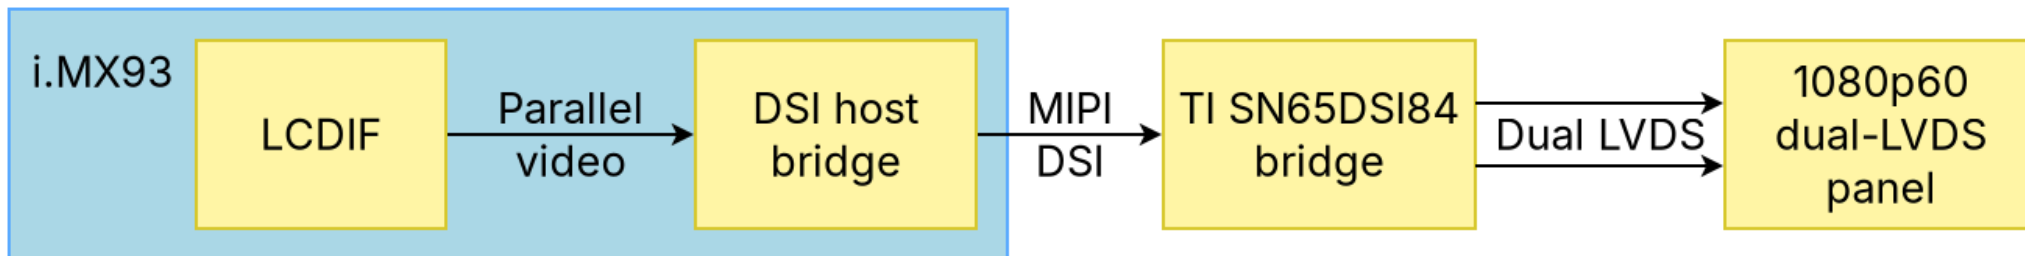 i.MX93
LCDIF
Parallel
video
DSI host
bridge
MIPI
DSI
TI SN65DSI84
bridge
Dual LVDS
1080p60
dual-LVDS
panel